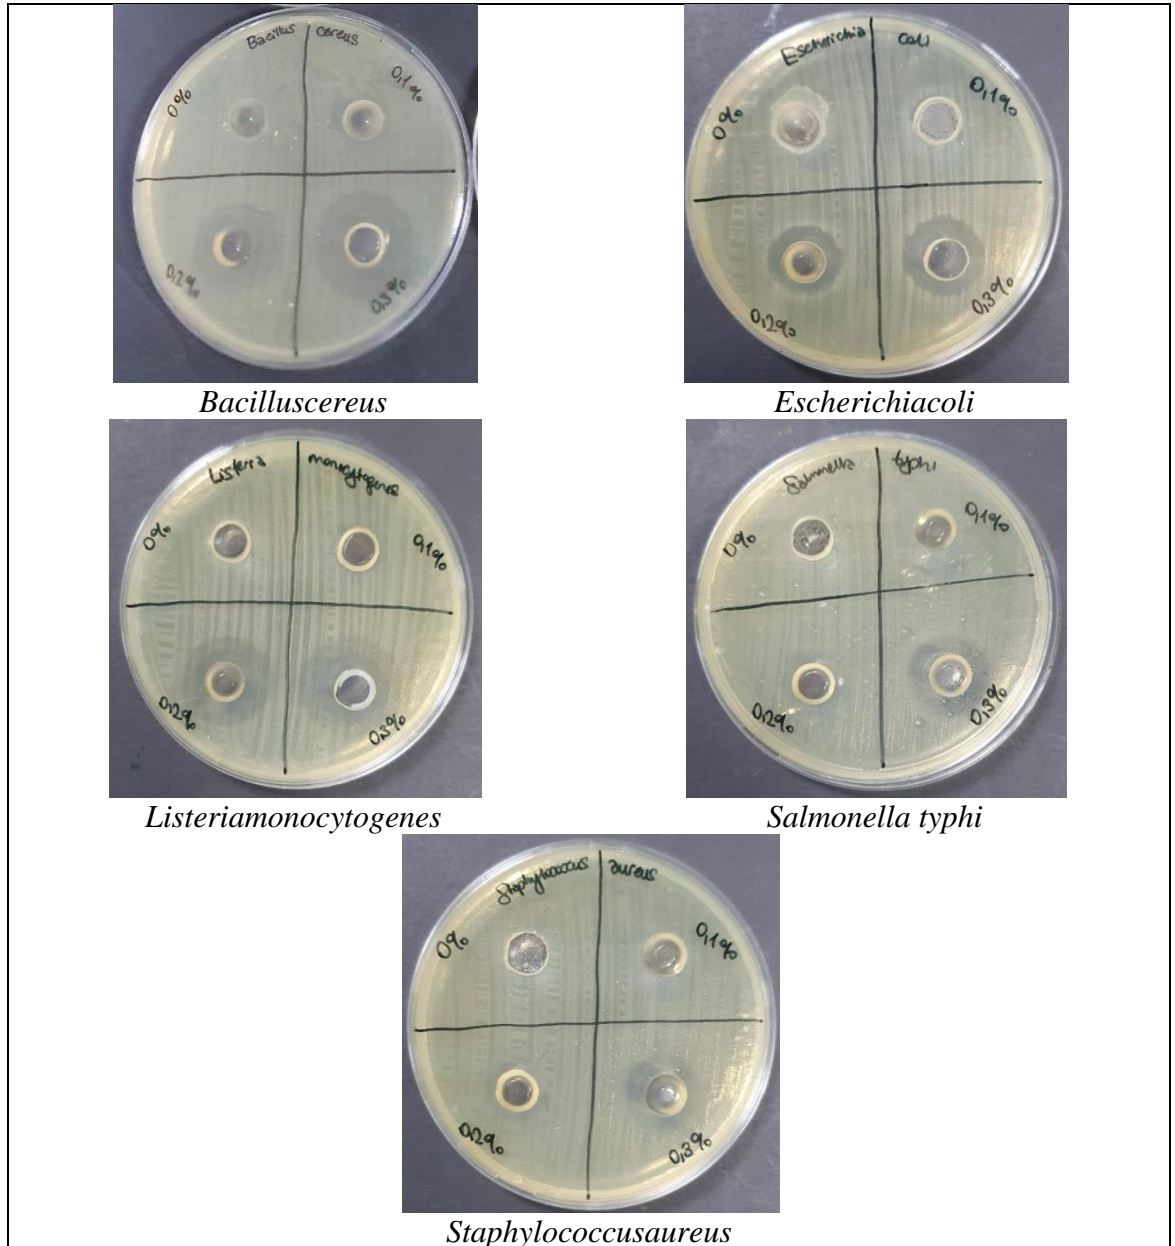 Bacillus cereus
0% 0,1%
0,2% 0,3%
Bacilluscereus
Escherichia coli
0% 0,1%
0,2% 0,3%
Escherichiacoli
Listerra monocytogenes
0% 0,1%
0,2% 0,3%
Listeriamonocytogenes
Salmonella typhi
0% 0,1%
0,2% 0,3%
Salmonella typhi
Staphylococcus aureus
0% 0,1%
0,2% 0,3%
Staphylococcusaureus